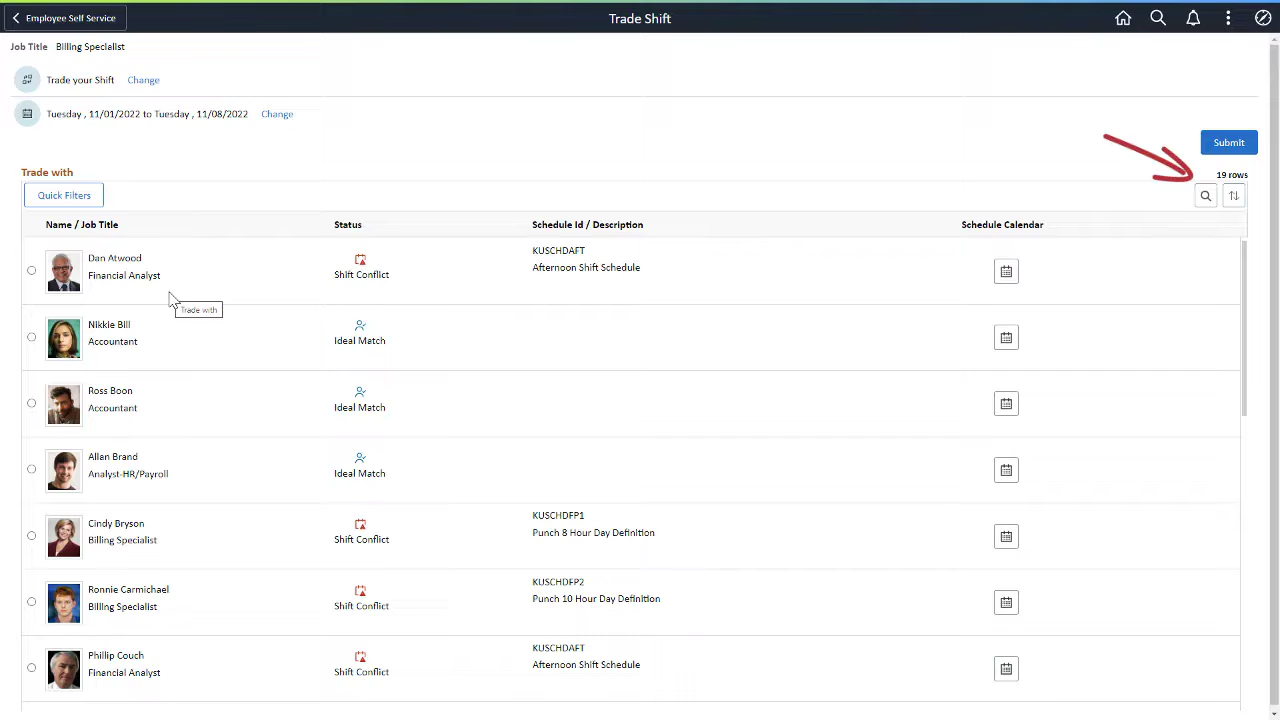 Employee Self Service
Trade Shift
Job Title Billing Specialist
Trade your Shift Change
Tuesday , 11/01/2022 to Tuesday , 11/08/2022 Change
Submit
Trade with
19 rows
Quick Filters
Name / Job Title Status Schedule Id / Description Schedule Calendar
Dan Atwood
Financial Analyst
Shift Conflict
KUSCHDAFT
Afternoon Shift Schedule
Trade with
Nikkie Bill
Accountant
Ideal Match
Ross Boon
Accountant
Ideal Match
Allan Brand
Analyst-HR/Payroll
Ideal Match
Cindy Bryson
Billing Specialist
Shift Conflict
KUSCHDFP1
Punch 8 Hour Day Definition
Ronnie Carmichael
Billing Specialist
Shift Conflict
KUSCHDFP2
Punch 10 Hour Day Definition
Phillip Couch
Financial Analyst
Shift Conflict
KUSCHDAFT
Afternoon Shift Schedule